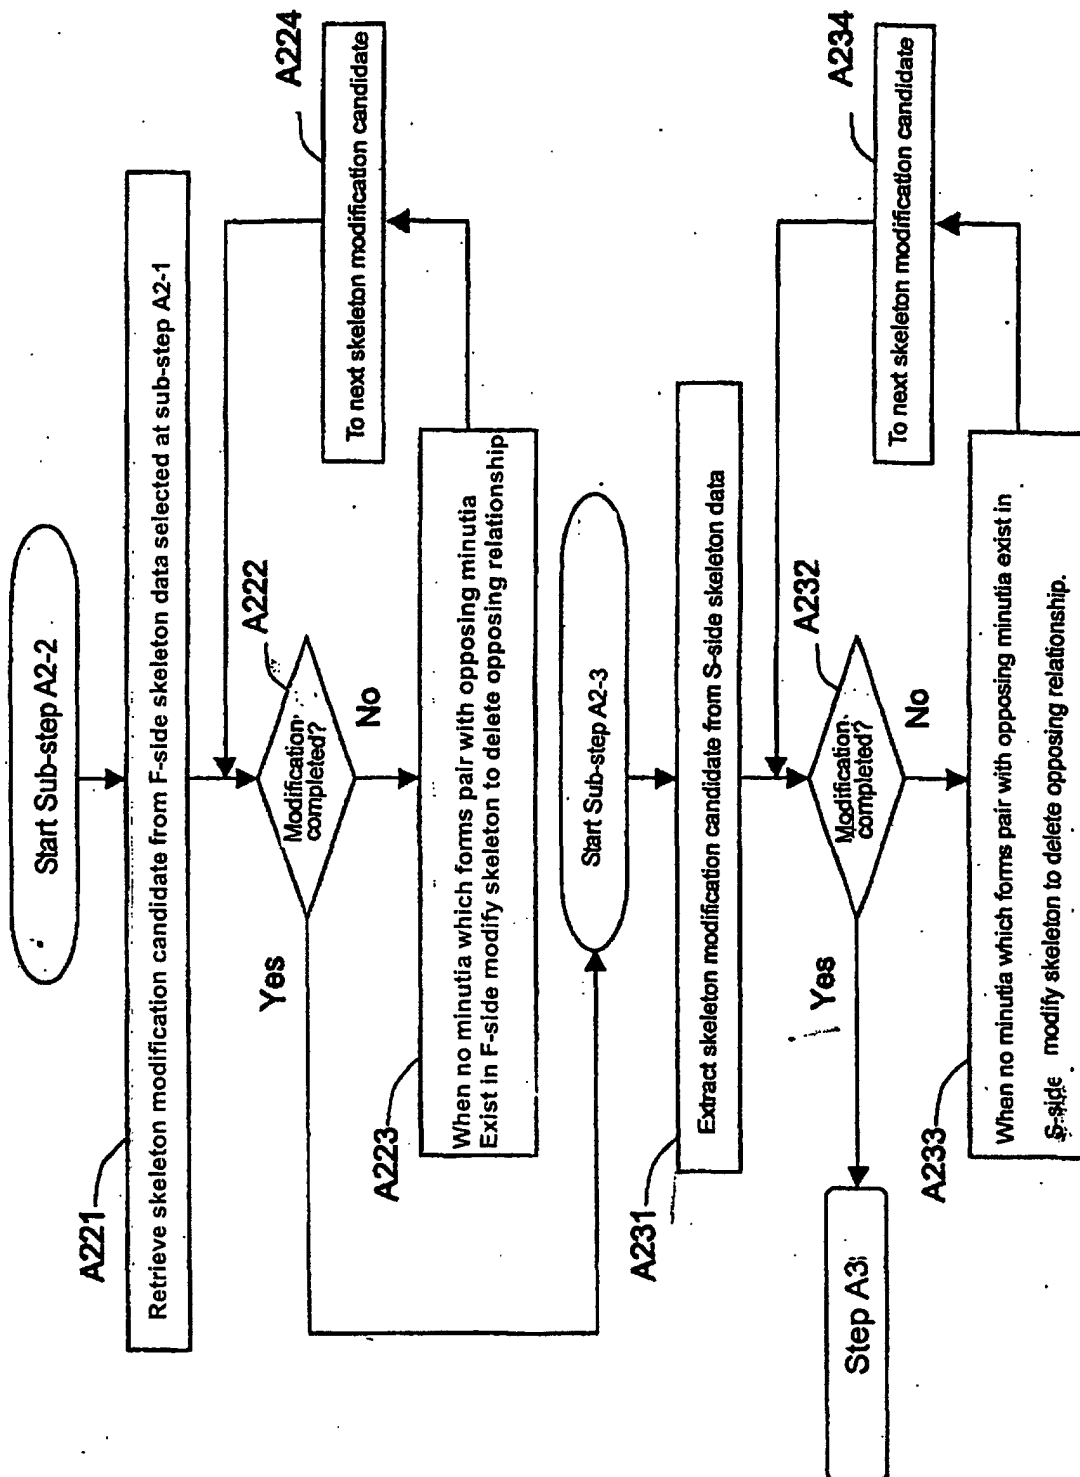 Start Sub-step A2-2
A221
Retrieve skeleton modification candidate from F-side skeleton data selected at sub-step A2-1
A222
Modification
completed?
Yes
No
A223
When no minutia which forms pair with opposing minutia
Exist in F-side modify skeleton to delete opposing relationship
A224
To next skeleton modification candidate
Start Sub-step A2-3
A231
Extract skeleton modification candidate from S-side skeleton data
A232
Modification
completed?
Yes
No
Step A3
A233
When no minutia which forms pair with opposing minutia exist in
S-side modify skeleton to delete opposing relationship.
A234
To next skeleton modification candidate